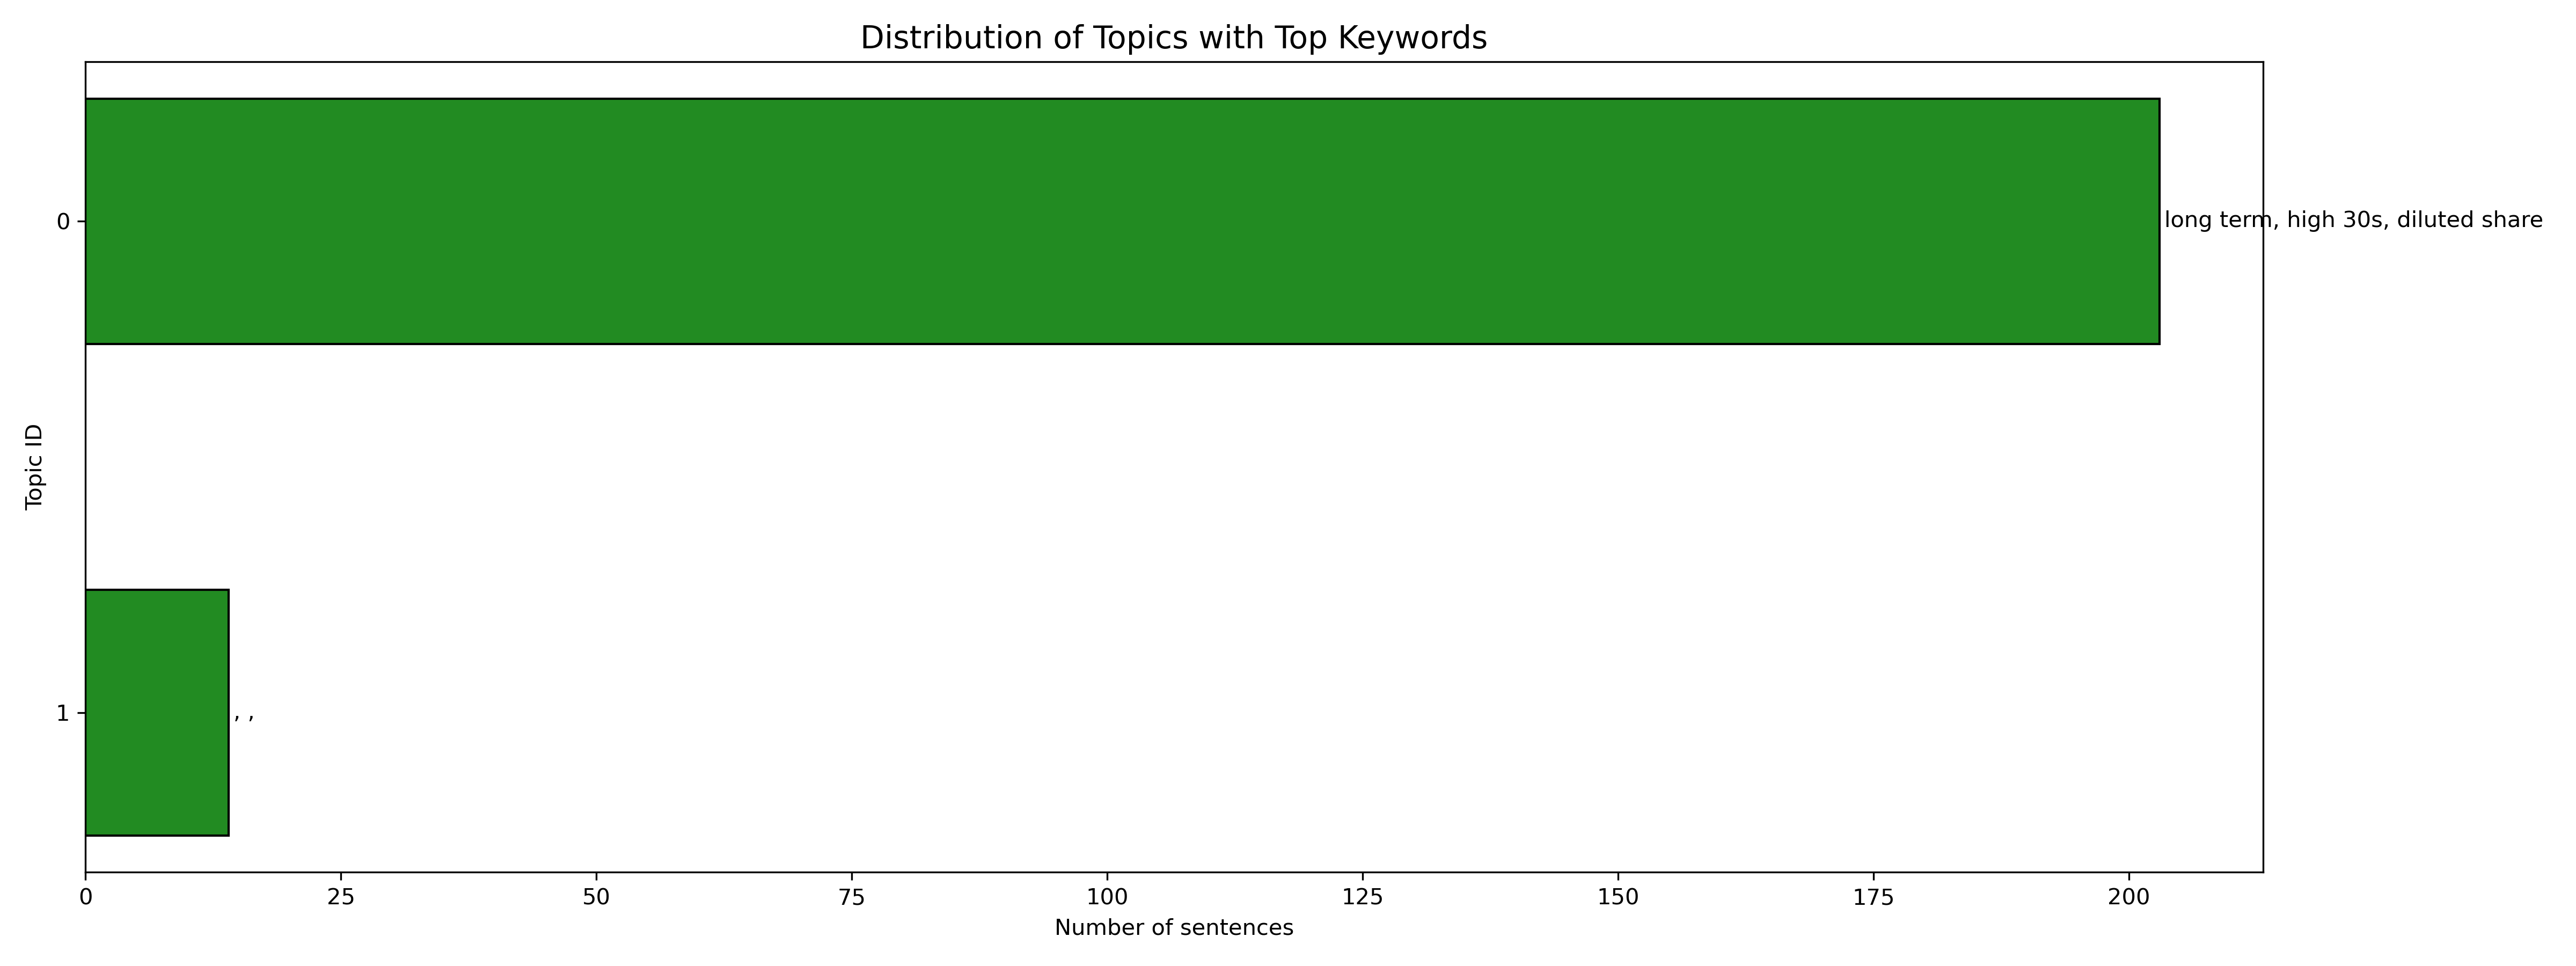 Distribution of Topics with Top Keywords
0
long term, high 30s, diluted share
Topic ID
1
, ,
0 25 50 75 100 125 150 175 200
Number of sentences